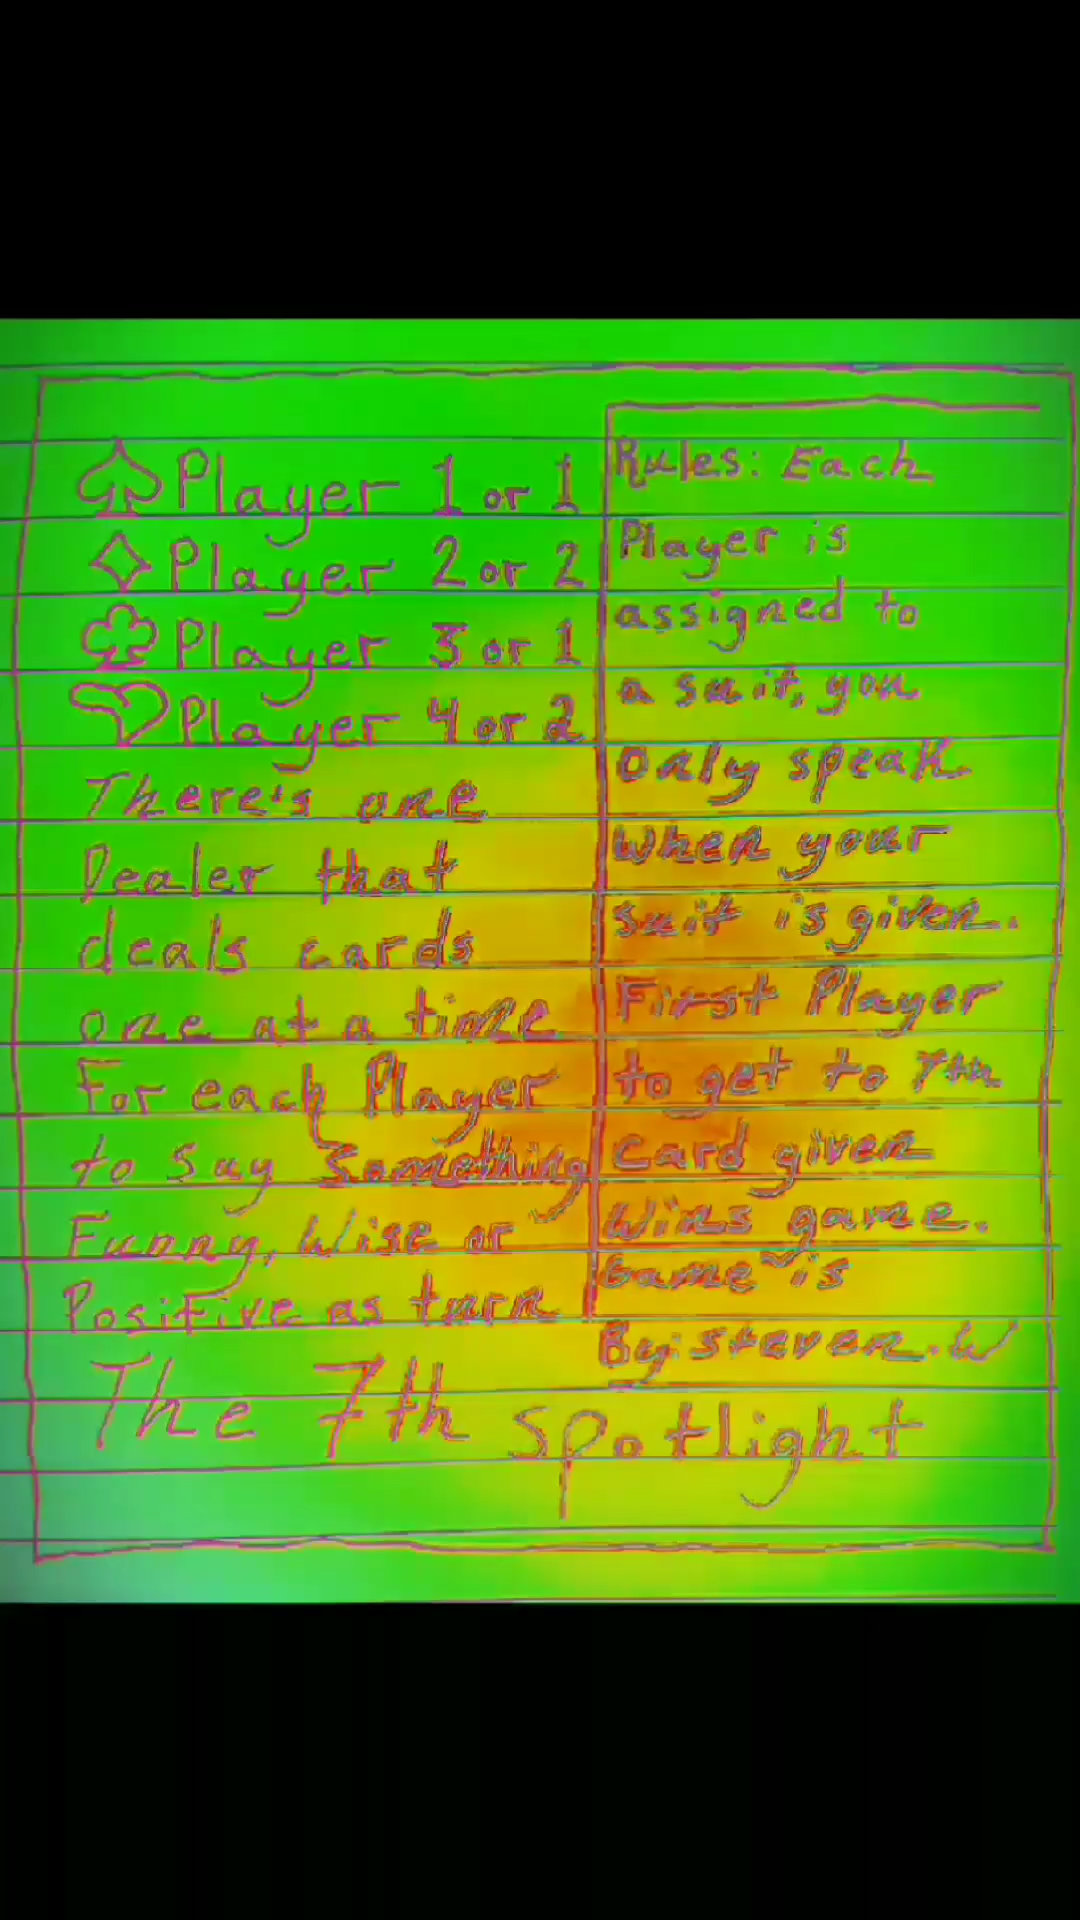 ♤Player 1 or 1
♢Player 2 or 2
♧Player 3 or 1
♡Player 4 or 2
There's one
Dealer that
deals cards
one at a time
For each Player
to say Something
Funny, Wise or
Positive as turn
Rules: Each
Player is
assigned to
a suit, you
only speak
when your
suit is given.
First Player
to get to 7th
Card given
Wins game.
Game is
By: Steven.W
The 7th Spotlight